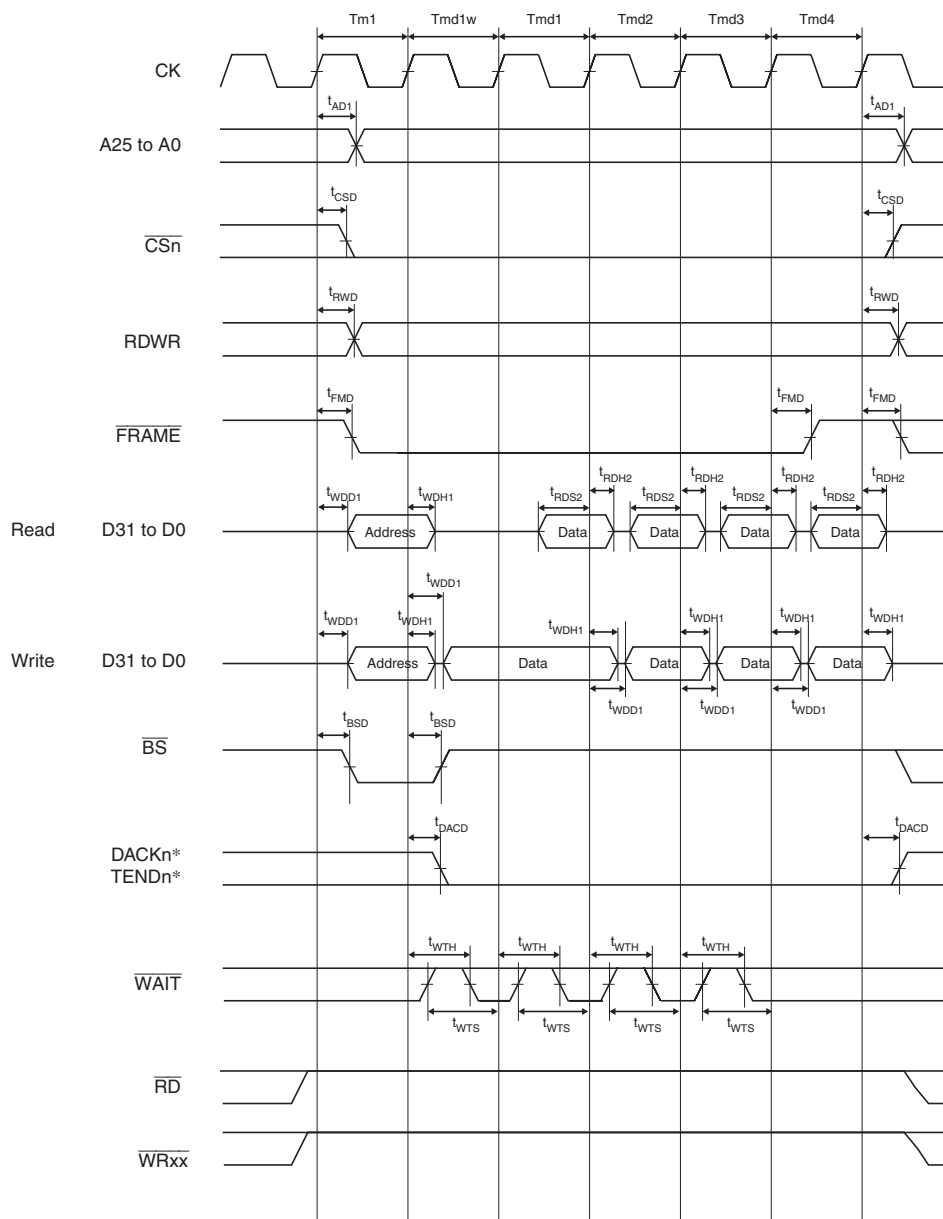 Tm1 Tmd1w Tmd1 Tmd2 Tmd3 Tmd4
CK
tAD1 tAD1
A25 to A0
tCSD tCSD
CSn
tRWD tRWD
RDWR
tFMD tFMD tFMD
FRAME
tRDH2 tRDH2 tRDH2 tRDH2
tWDD1 tWDH1 tRDS2 tRDS2 tRDS2 tRDS2
Read D31 to D0 Address Data Data Data Data
tWDD1
tWDD1 tWDH1 tWDH1 tWDH1 tWDH1 tWDH1
Write D31 to D0 Address Data Data Data Data
tWDD1 tWDD1 tWDD1
tBSD tBSD
BS
tDACD tDACD
DACKn*
TENDn*
tWTH tWTH tWTH tWTH
WAIT
tWTS tWTS tWTS tWTS
RD
WRxx